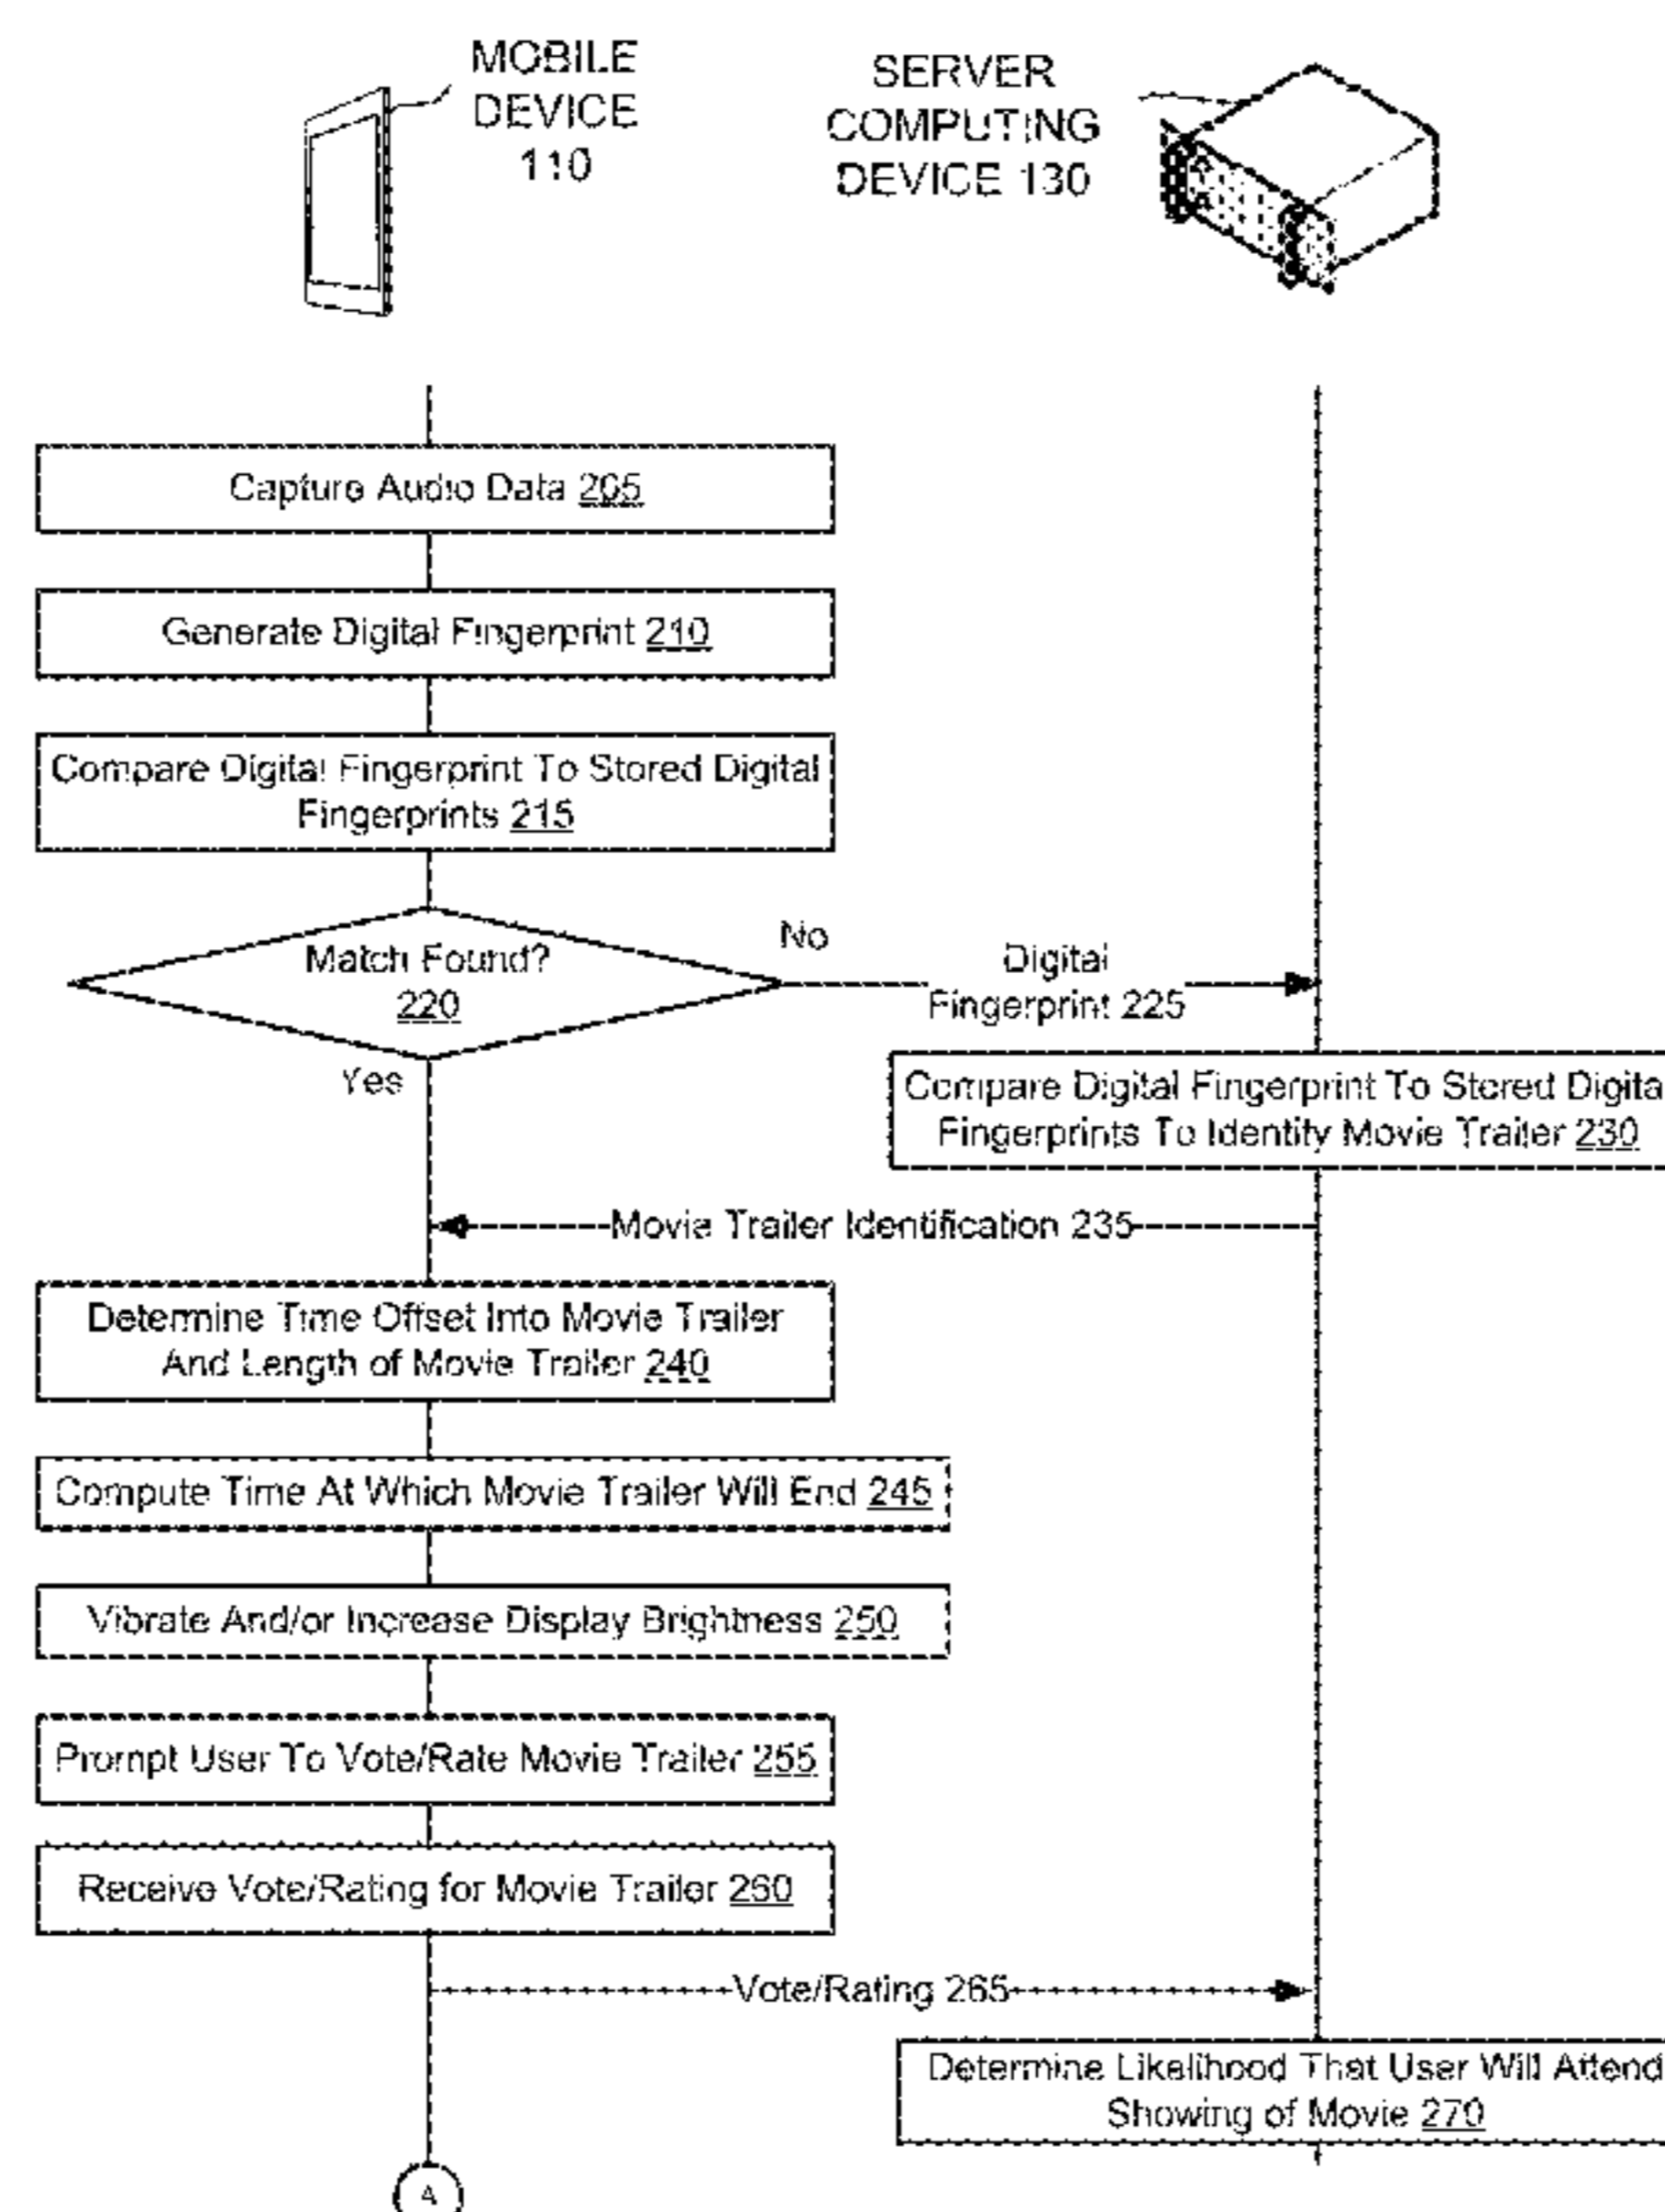 MOBILE
DEVICE
110
SERVER
COMPUTING
DEVICE 130
Capture Audio Data 205
Generate Digital Fingerprint 210
Compare Digital Fingerprint To Stored Digital
Fingerprints 215
Match Found?
220
No
Digital
Fingerprint 225
Yes
Compare Digital Fingerprint To Stored Digita
Fingerprints To Identify Movie Trailer 230
Movie Trailer Identification 235
Determine Time Offset Into Movie Trailer
And Length of Movie Trailer 240
Compute Time At Which Movie Trailer Will End 245
Vibrate And/or Increase Display Brightness 250
Prompt User To Vote/Rate Movie Trailer 255
Receive Vote/Rating for Movie Trailer 260
Vote/Rating 265
Determine Likelihood That User Will Attend
Showing of Movie 270
A